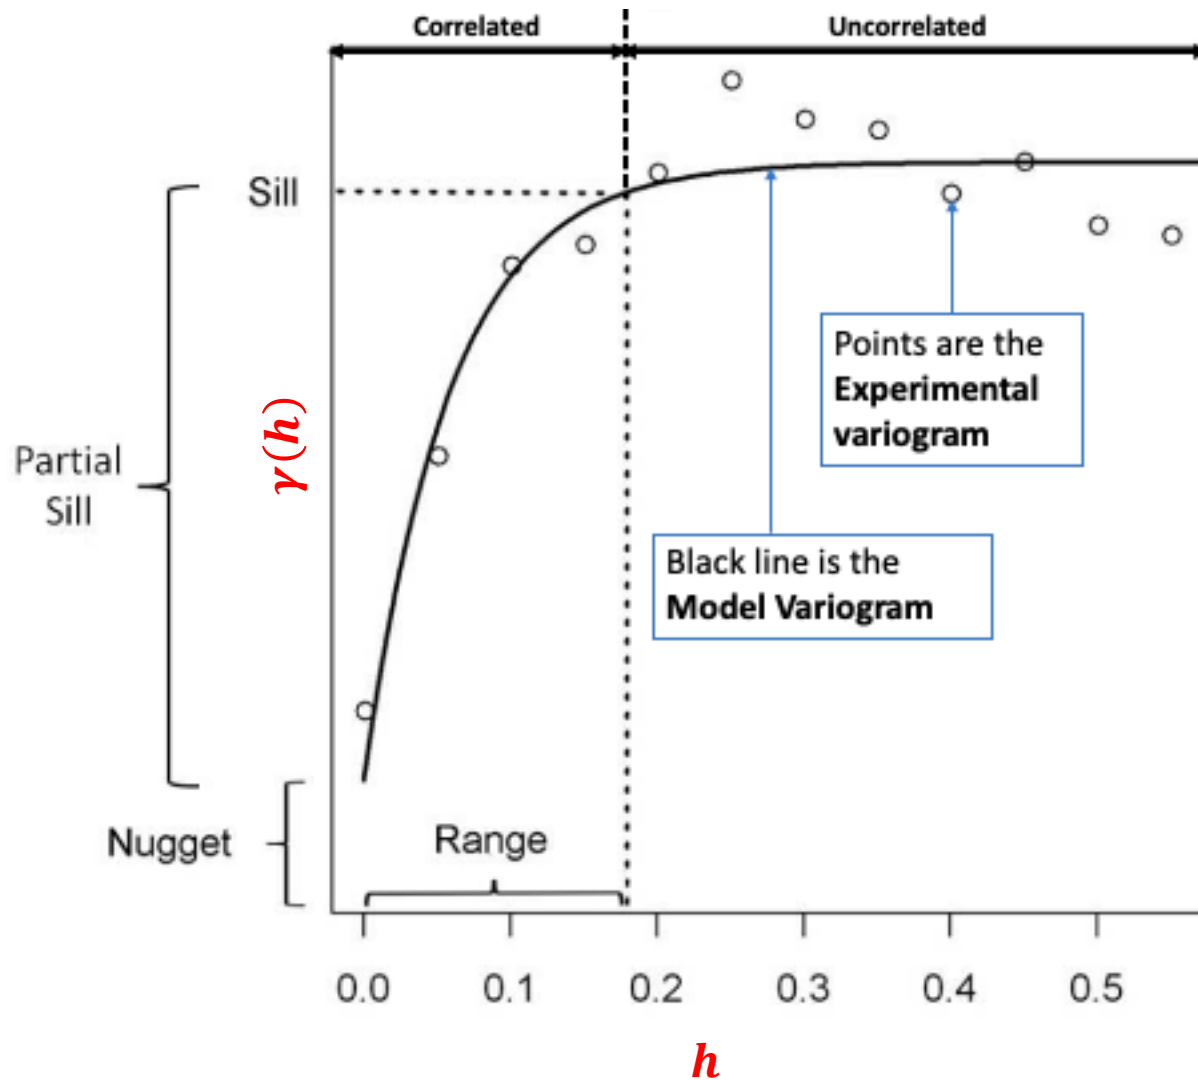 Correlated
Uncorrelated
Sill
Partial
Sill
γ(h)
Points are the
Experimental
variogram
Black line is the
Model Variogram
Nugget
Range
0.0
0.1
0.2
0.3
0.4
0.5
h